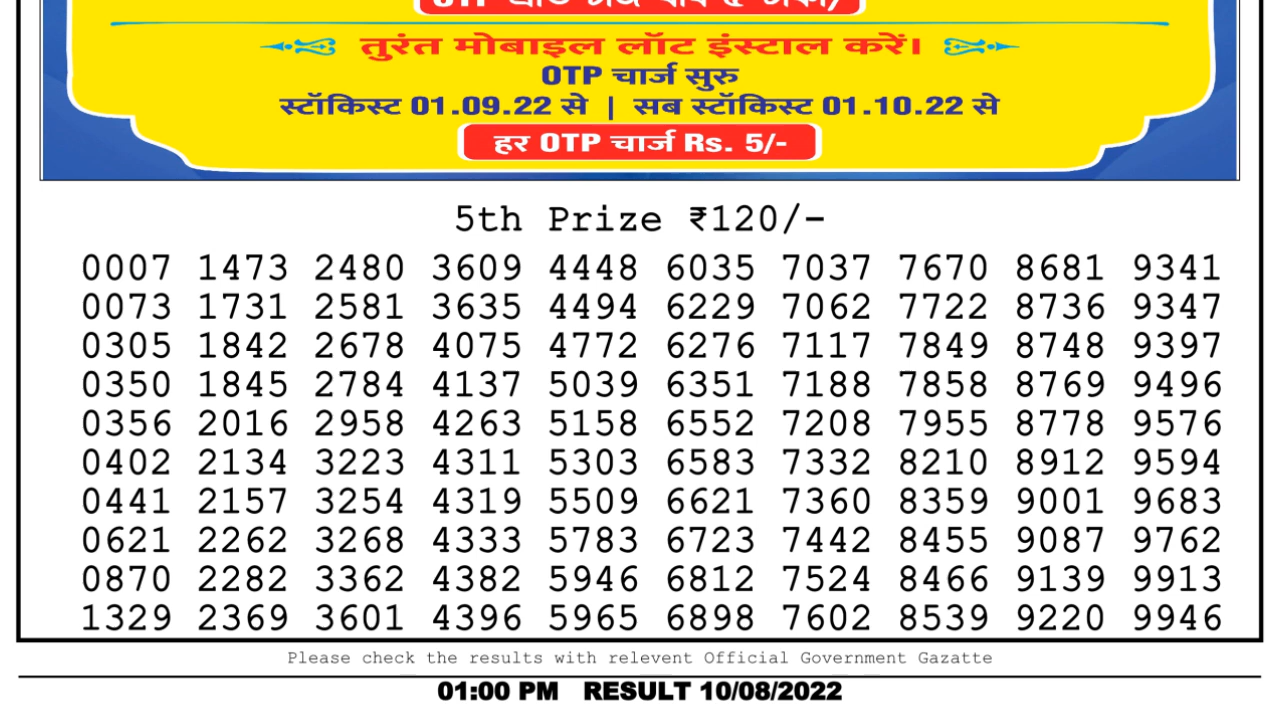 OTP
तुरंत मोबाइल लॉट इंस्टाल करें।
OTP चार्ज सुरु
स्टॉकिस्ट 01.09.22 से | सब स्टॉकिस्ट 01.10.22 से
हर OTP चार्ज Rs. 5/-
5th Prize ₹120/-
0007 1473 2480 3609 4448 6035 7037 7670 8681 9341
0073 1731 2581 3635 4494 6229 7062 7722 8736 9347
0305 1842 2678 4075 4772 6276 7117 7849 8748 9397
0350 1845 2784 4137 5039 6351 7188 7858 8769 9496
0356 2016 2958 4263 5158 6552 7208 7955 8778 9576
0402 2134 3223 4311 5303 6583 7332 8210 8912 9594
0441 2157 3254 4319 5509 6621 7360 8359 9001 9683
0621 2262 3268 4333 5783 6723 7442 8455 9087 9762
0870 2282 3362 4382 5946 6812 7524 8466 9139 9913
1329 2369 3601 4396 5965 6898 7602 8539 9220 9946
Please check the results with relevent Official Government Gazatte
01:00 PM RESULT 10/08/2022